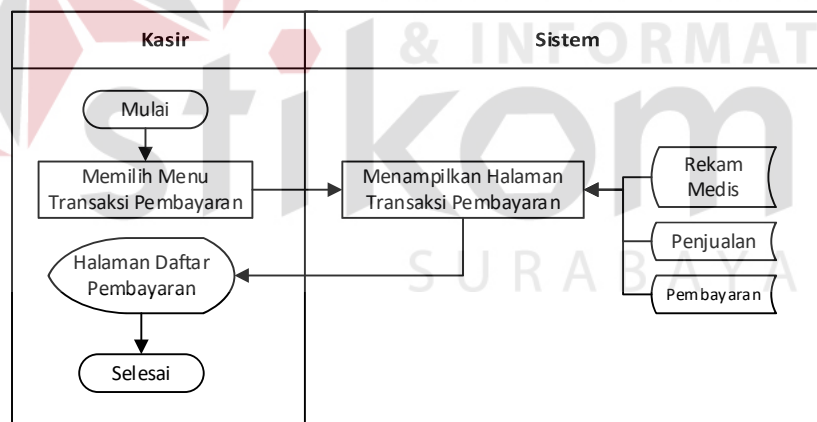 Kasir
Sistem
& INFORMAT
stikom
SURABAYA
Mulai
Memilih Menu
Transaksi Pembayaran
Menampilkan Halaman
Transaksi Pembayaran
Rekam
Medis
Penjualan
Pembayaran
Halaman Daftar
Pembayaran
Selesai